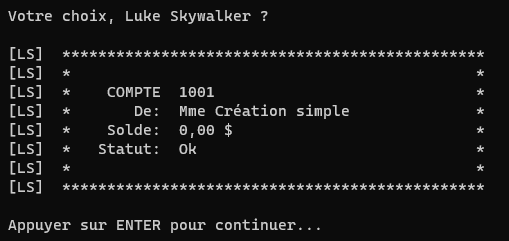 Votre choix, Luke Skywalker ?
[LS]  ***********************************************
[LS]  *                                             *
[LS]  *    COMPTE  1001                             *
[LS]  *       De:  Mme Création simple              *
[LS]  *    Solde:  0,00 $                           *
[LS]  *   Statut:  Ok                               *
[LS]  *                                             *
[LS]  ***********************************************
Appuyer sur ENTER pour continuer...